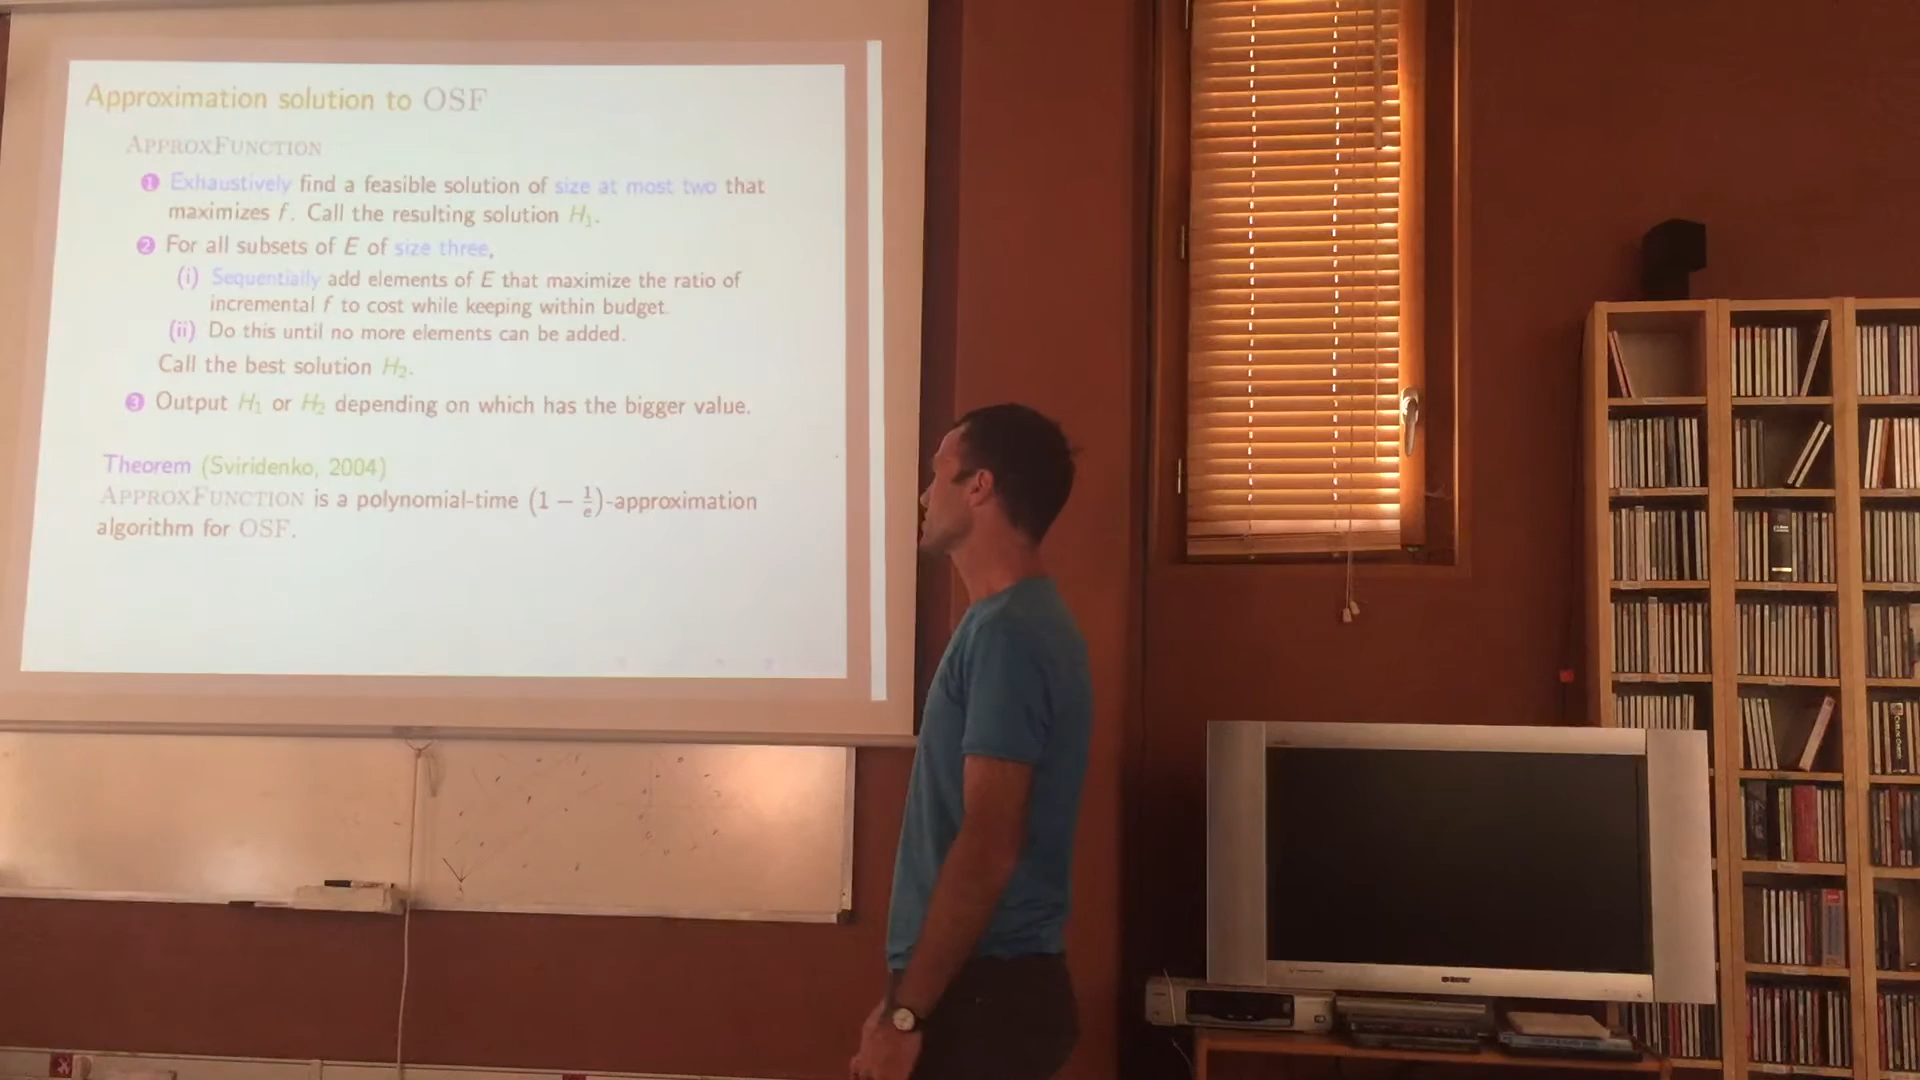 Approximation solution to OSF
APPROXFUNCTION
1 Exhaustively find a feasible solution of size at most two that
maximizes f. Call the resulting solution H₁.
2 For all subsets of E of size three,
(i) Sequentially add elements of E that maximize the ratio of
incremental f to cost while keeping within budget.
(ii) Do this until no more elements can be added.
Call the best solution H₂.
3 Output H₁ or H₂ depending on which has the bigger value.
Theorem (Sviridenko, 2004)
APPROXFUNCTION is a polynomial-time (1 − 1/e)-approximation
algorithm for OSF.